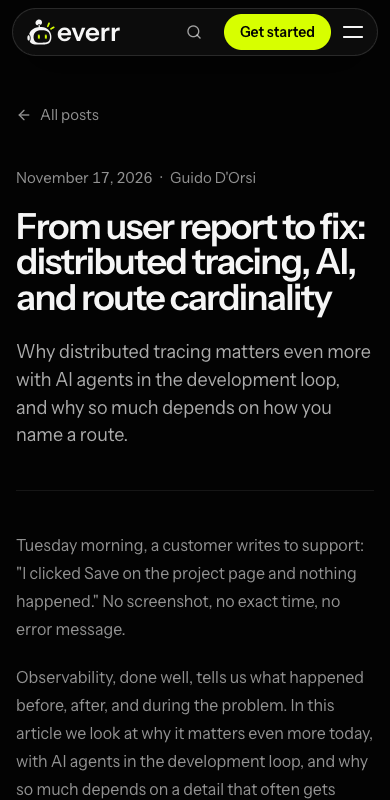 everr
Get started
All posts
November 17, 2026 · Guido D'Orsi
From user report to fix:
distributed tracing, AI,
and route cardinality
Why distributed tracing matters even more
with AI agents in the development loop,
and why so much depends on how you
name a route.
Tuesday morning, a customer writes to support:
"I clicked Save on the project page and nothing
happened." No screenshot, no exact time, no
error message.
Observability, done well, tells us what happened
before, after, and during the problem. In this
article we look at why it matters even more today,
with AI agents in the development loop, and why
so much depends on a detail that often gets